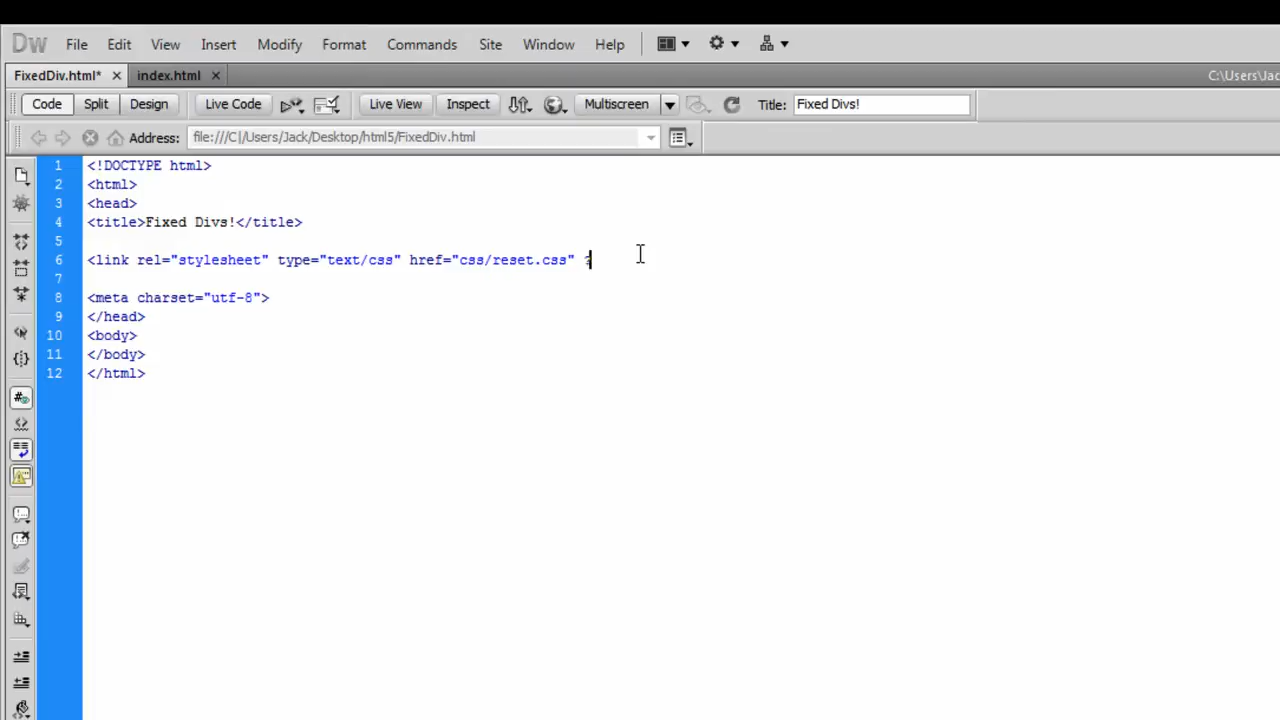 Dw File Edit View Insert Modify Format Commands Site Window Help
FixedDiv.html* index.html C:\Users\Jac
Code Split Design Live Code Live View Inspect Multiscreen Title: Fixed Divs!
Address: file:///C|/Users/Jack/Desktop/html5/FixedDiv.html
1 <!DOCTYPE html>
2 <html>
3 <head>
4 <title>Fixed Divs!</title>
5
6 <link rel="stylesheet" type="text/css" href="css/reset.css"
7
8 <meta charset="utf-8">
9 </head>
10 <body>
11 </body>
12 </html>